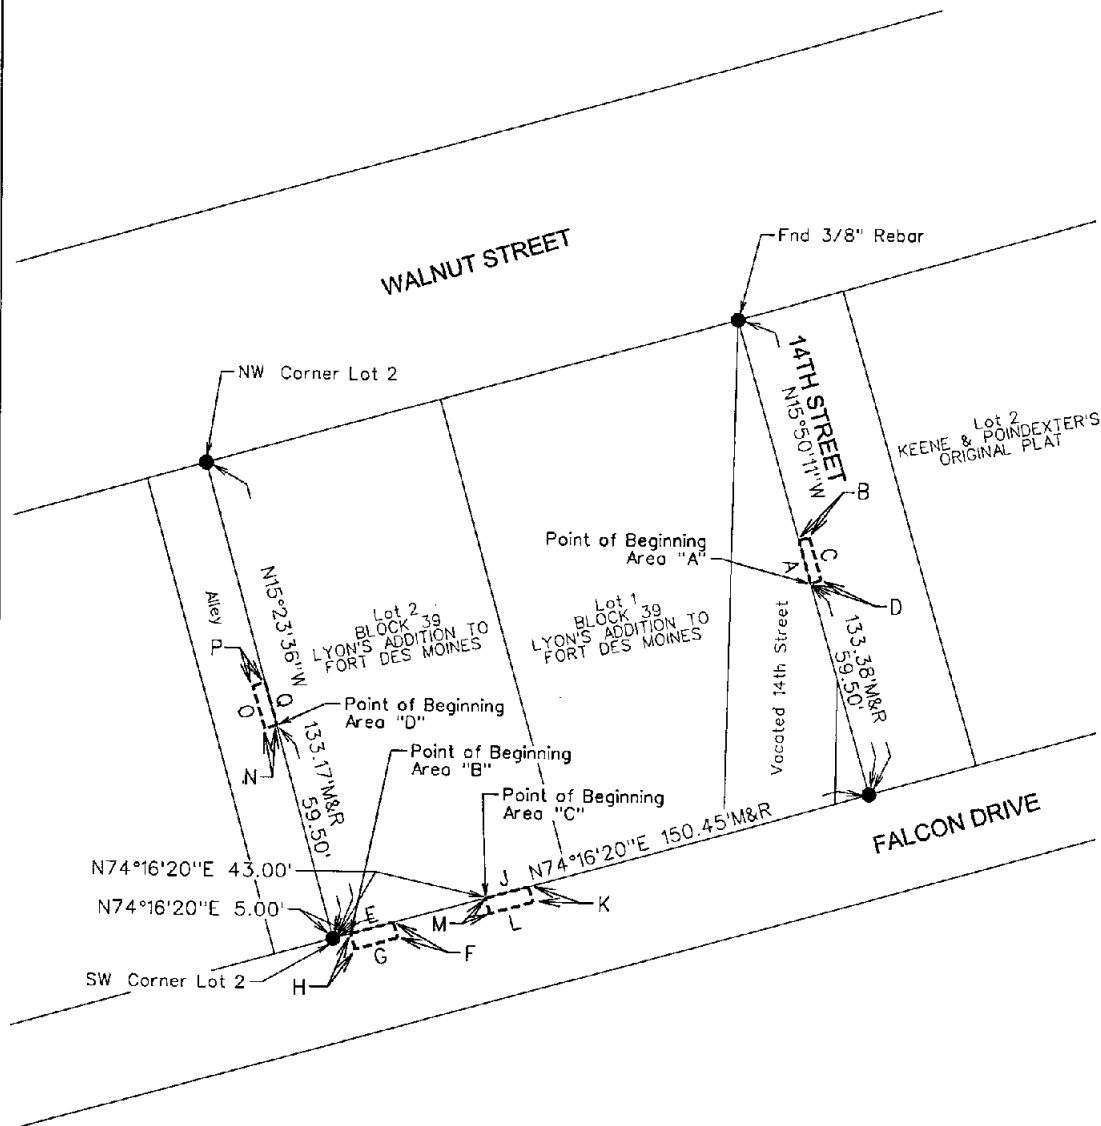 WALNUT STREET
Fnd 3/8" Rebar
NW Corner Lot 2
14TH STREET
N15°50'11"W
Lot 2
KEENE & POINDEXTER'S
ORIGINAL PLAT
B
Point of Beginning
Area "A"
A
C
D
Alley
N15°23'36"W
Lot 2
BLOCK 39
LYON'S ADDITION TO
FORT DES MOINES
Lot 1
BLOCK 39
LYON'S ADDITION TO
FORT DES MOINES
Vacated 14th Street
133.38'M&R
59.50'
P
O
Q
N
Point of Beginning
Area "D"
133.17'M&R
59.50'
Point of Beginning
Area "B"
Point of Beginning
Area "C"
N74°16'20"E 150.45'M&R
FALCON DRIVE
N74°16'20"E 43.00'
N74°16'20"E 5.00'
J
K
M
L
E
F
G
H
SW Corner Lot 2